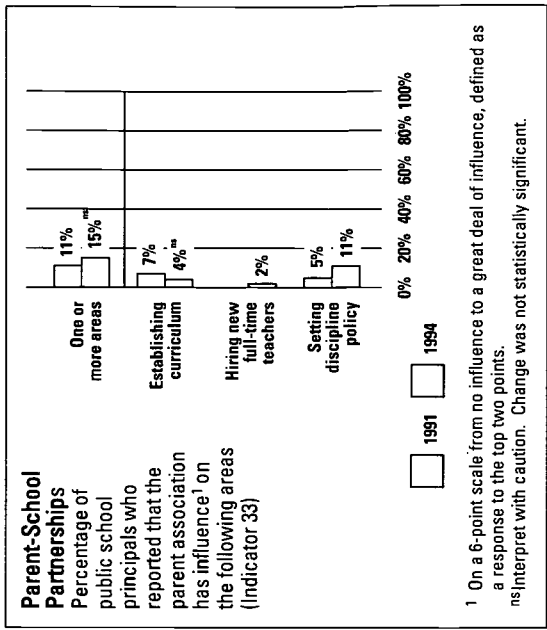 Parent-School
Partnerships
Percentage of
public school
principals who
reported that the
parent association
has influence¹ on
the following areas
(Indicator 33)
One or
more areas
11%
15% ns
Establishing
curriculum
7%
4% ns
Hiring new
full-time
teachers
2%
Setting
discipline
policy
5%
11%
0% 20% 40% 60% 80% 100%
1991 1994
¹ On a 6-point scale from no influence to a great deal of influence, defined as
a response to the top two points.
ns Interpret with caution. Change was not statistically significant.